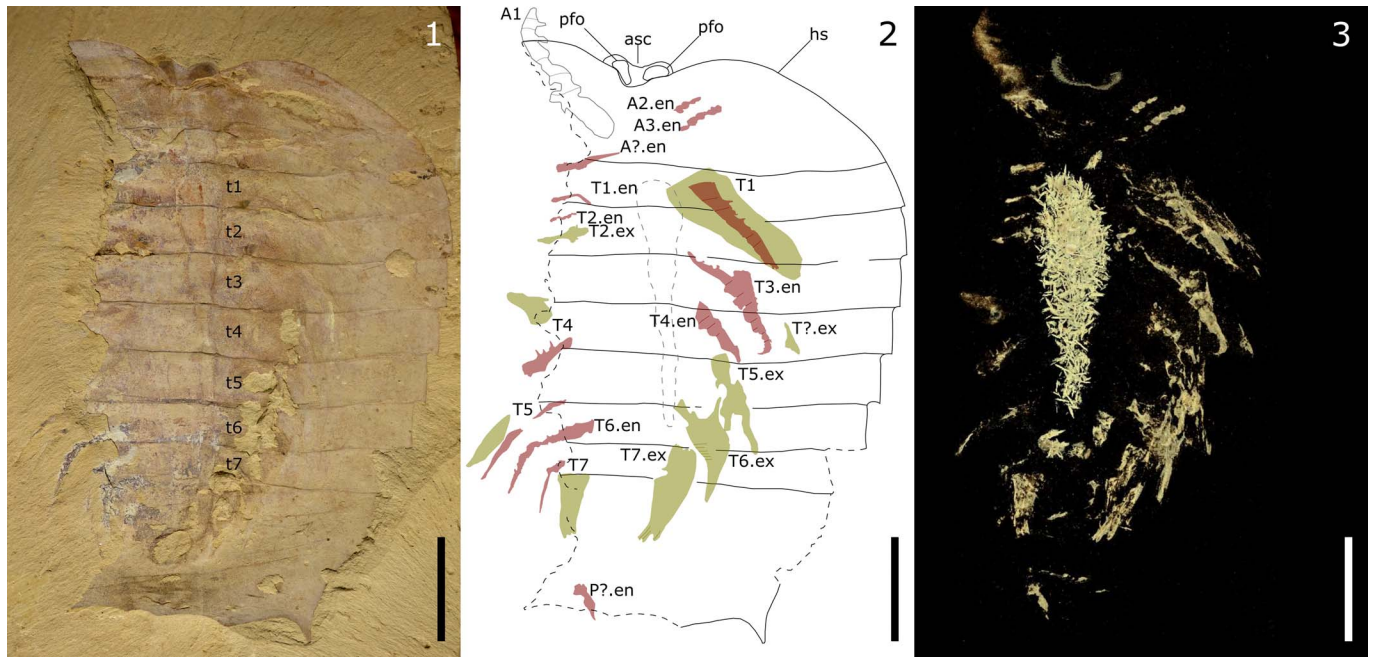 1
t1
t2
t3
t4
t5
t6
t7
2
A1
pfo
asc
pfo
hs
A2.en
A3.en
A?.en
T1.en
T1
T2.en
T2.ex
T3.en
T4
T4.en
T?.ex
T5.ex
T5
T6.en
T7
T7.ex
T6.ex
P?.en
3